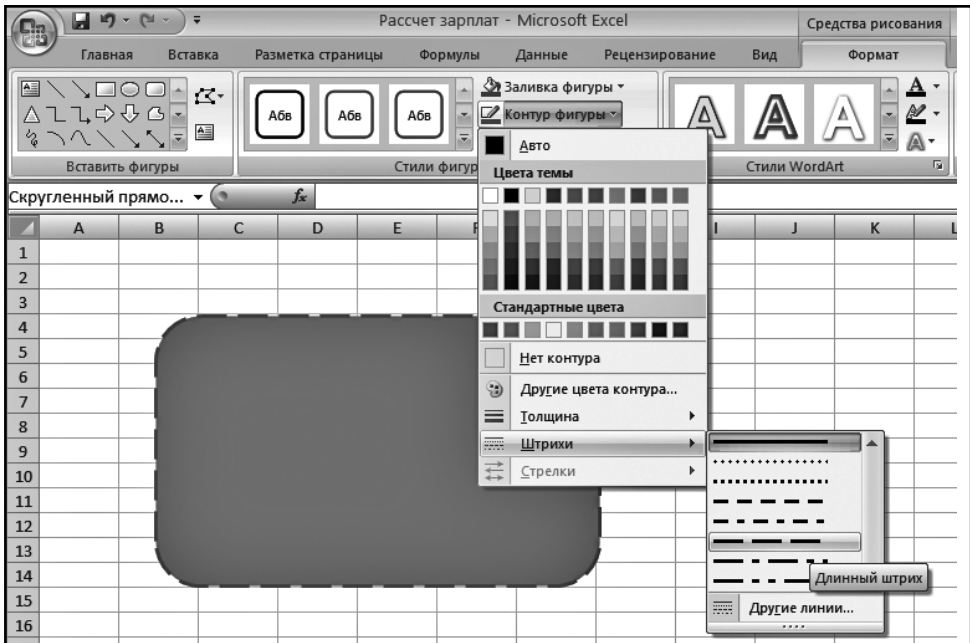 Рассчет зарплат - Microsoft Excel
Средства рисования
Главная Вставка Разметка страницы Формулы Данные Рецензирование Вид Формат
Абв Абв Абв
Заливка фигуры
Контур фигуры
A A A
Вставить фигуры
Стили фигур
Стили WordArt
Авто
Цвета темы
Скругленный прямо... fx
A B C D E F I J K L
1
2
3
Стандартные цвета
4
5
Нет контура
6
Другие цвета контура...
7
Толщина
8
Штрихи
9
Стрелки
10
11
12
13
14
Длинный штрих
15
Другие линии...
16